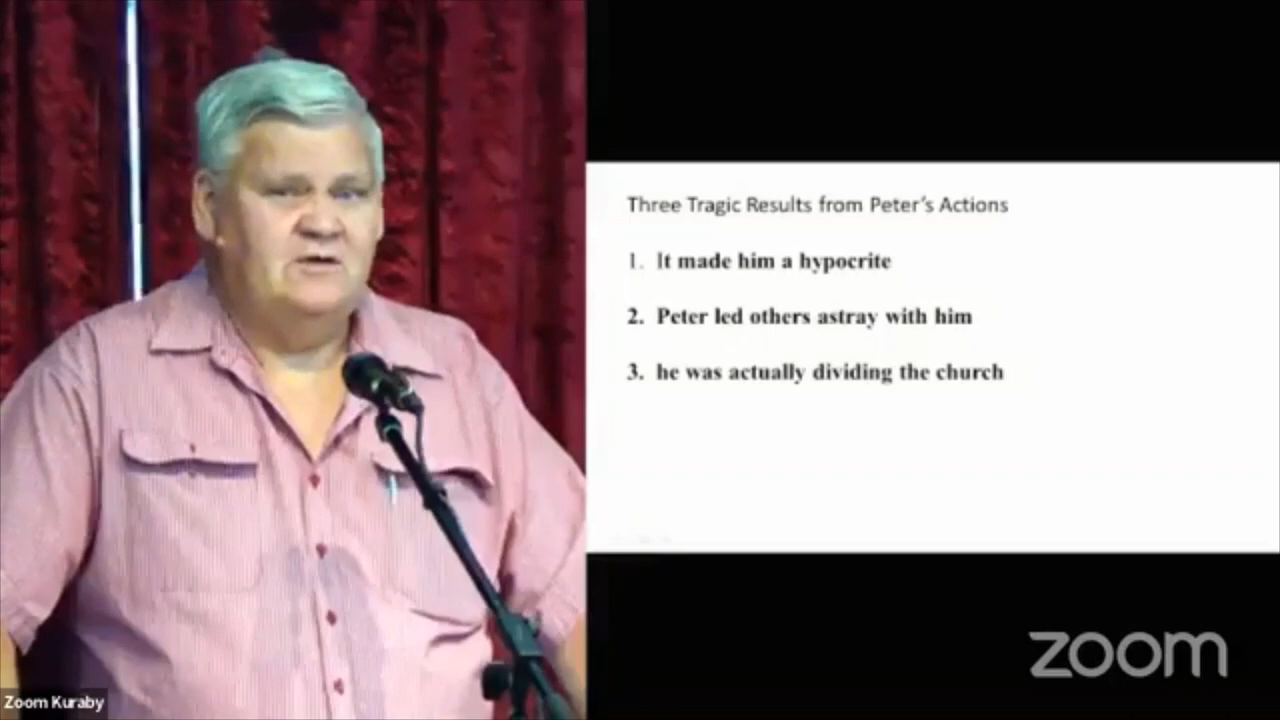 Three Tragic Results from Peter's Actions
1. It made him a hypocrite
2. Peter led others astray with him
3. he was actually dividing the church
zoom
Zoom Kuraby